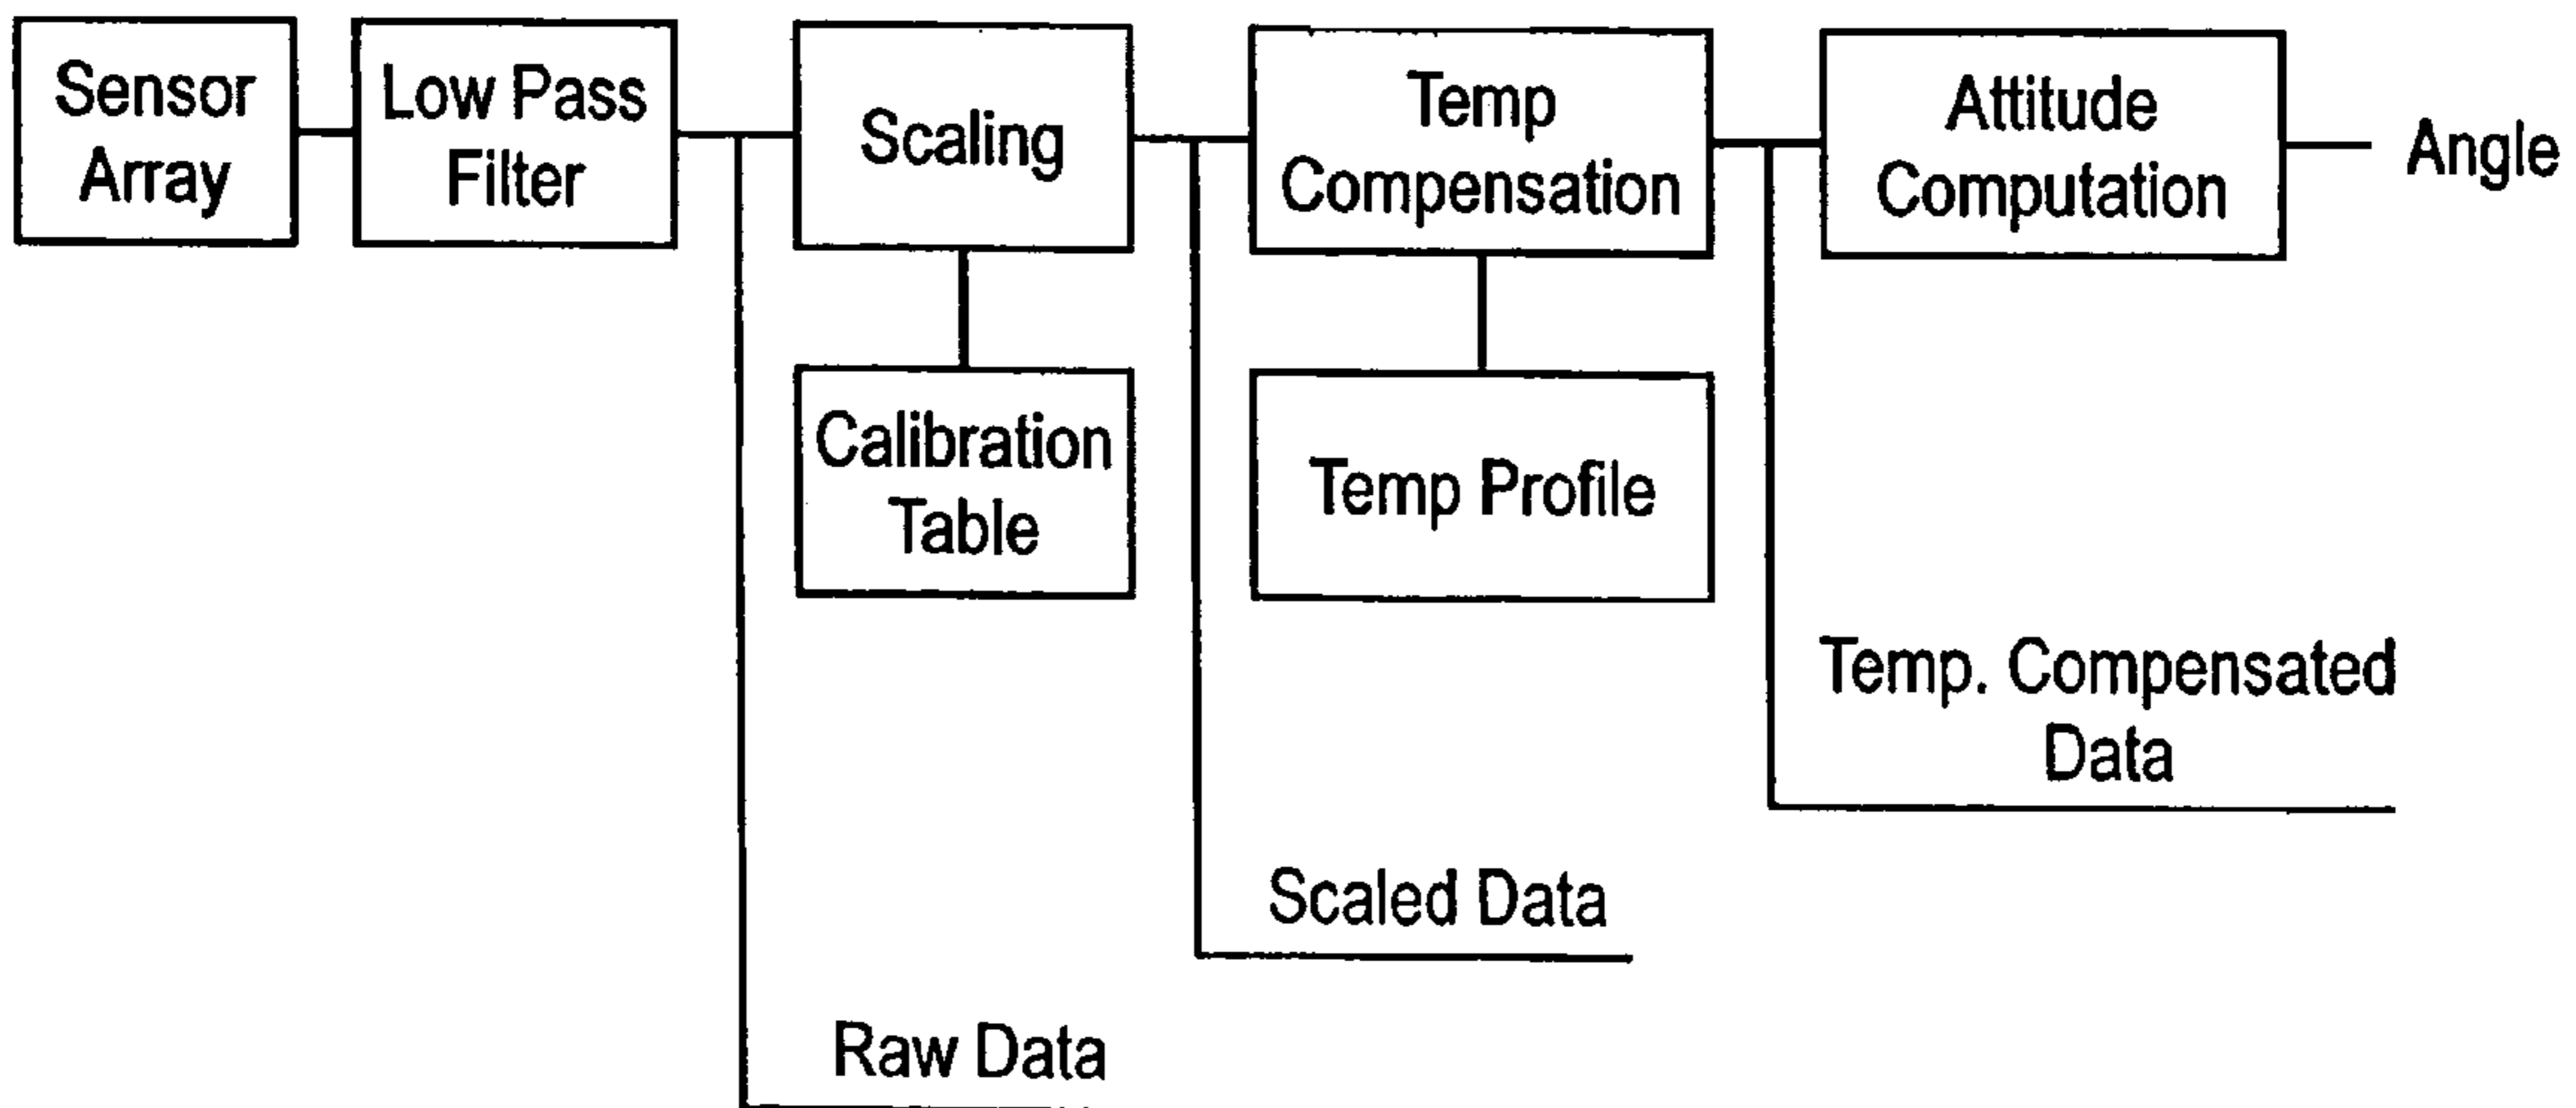 Sensor
Array
Low Pass
Filter
Scaling
Temp
Compensation
Attitude
Computation
Angle
Calibration
Table
Temp Profile
Temp. Compensated
Data
Scaled Data
Raw Data